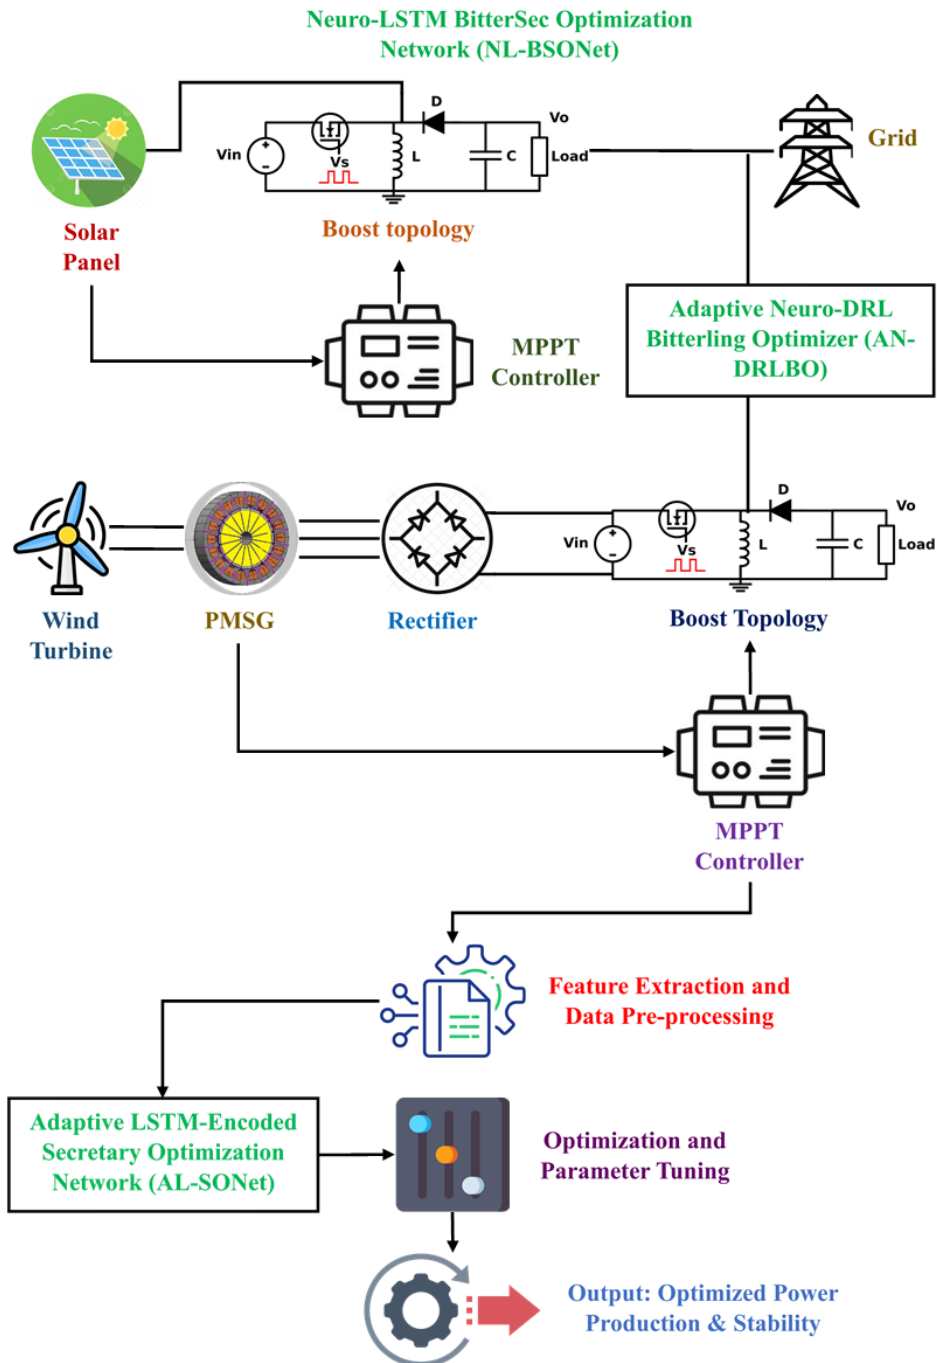 Neuro-LSTM BitterSec Optimization
Network (NL-BSONet)
D
Vo
Vin
Vs
L
C
Load
Grid
Solar
Panel
Boost topology
MPPT
Controller
Adaptive Neuro-DRL
Bitterling Optimizer (AN-
DRLBO)
D
Vo
Vin
Vs
L
C
Load
Wind
Turbine
PMSG
Rectifier
Boost Topology
MPPT
Controller
Feature Extraction and
Data Pre-processing
Adaptive LSTM-Encoded
Secretary Optimization
Network (AL-SONet)
Optimization and
Parameter Tuning
Output: Optimized Power
Production & Stability